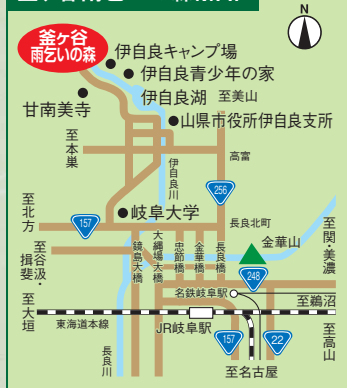 N
釜ヶ谷
雨乞いの森
伊自良キャンプ場
伊自良青少年の家
伊自良湖
至美山
甘南美寺
山県市役所伊自良支所
至本巣
伊自良川
高富
256
岐阜大学
長良北町
至北方
157
金華山
至関・美濃
鏡島大橋
大縄場大橋
忠節橋
金華橋
長良橋
至谷汲・揖斐
248
名鉄岐阜駅
至鵜沼
至大垣
東海道本線
JR岐阜駅
至高山
長良川
157
22
至名古屋